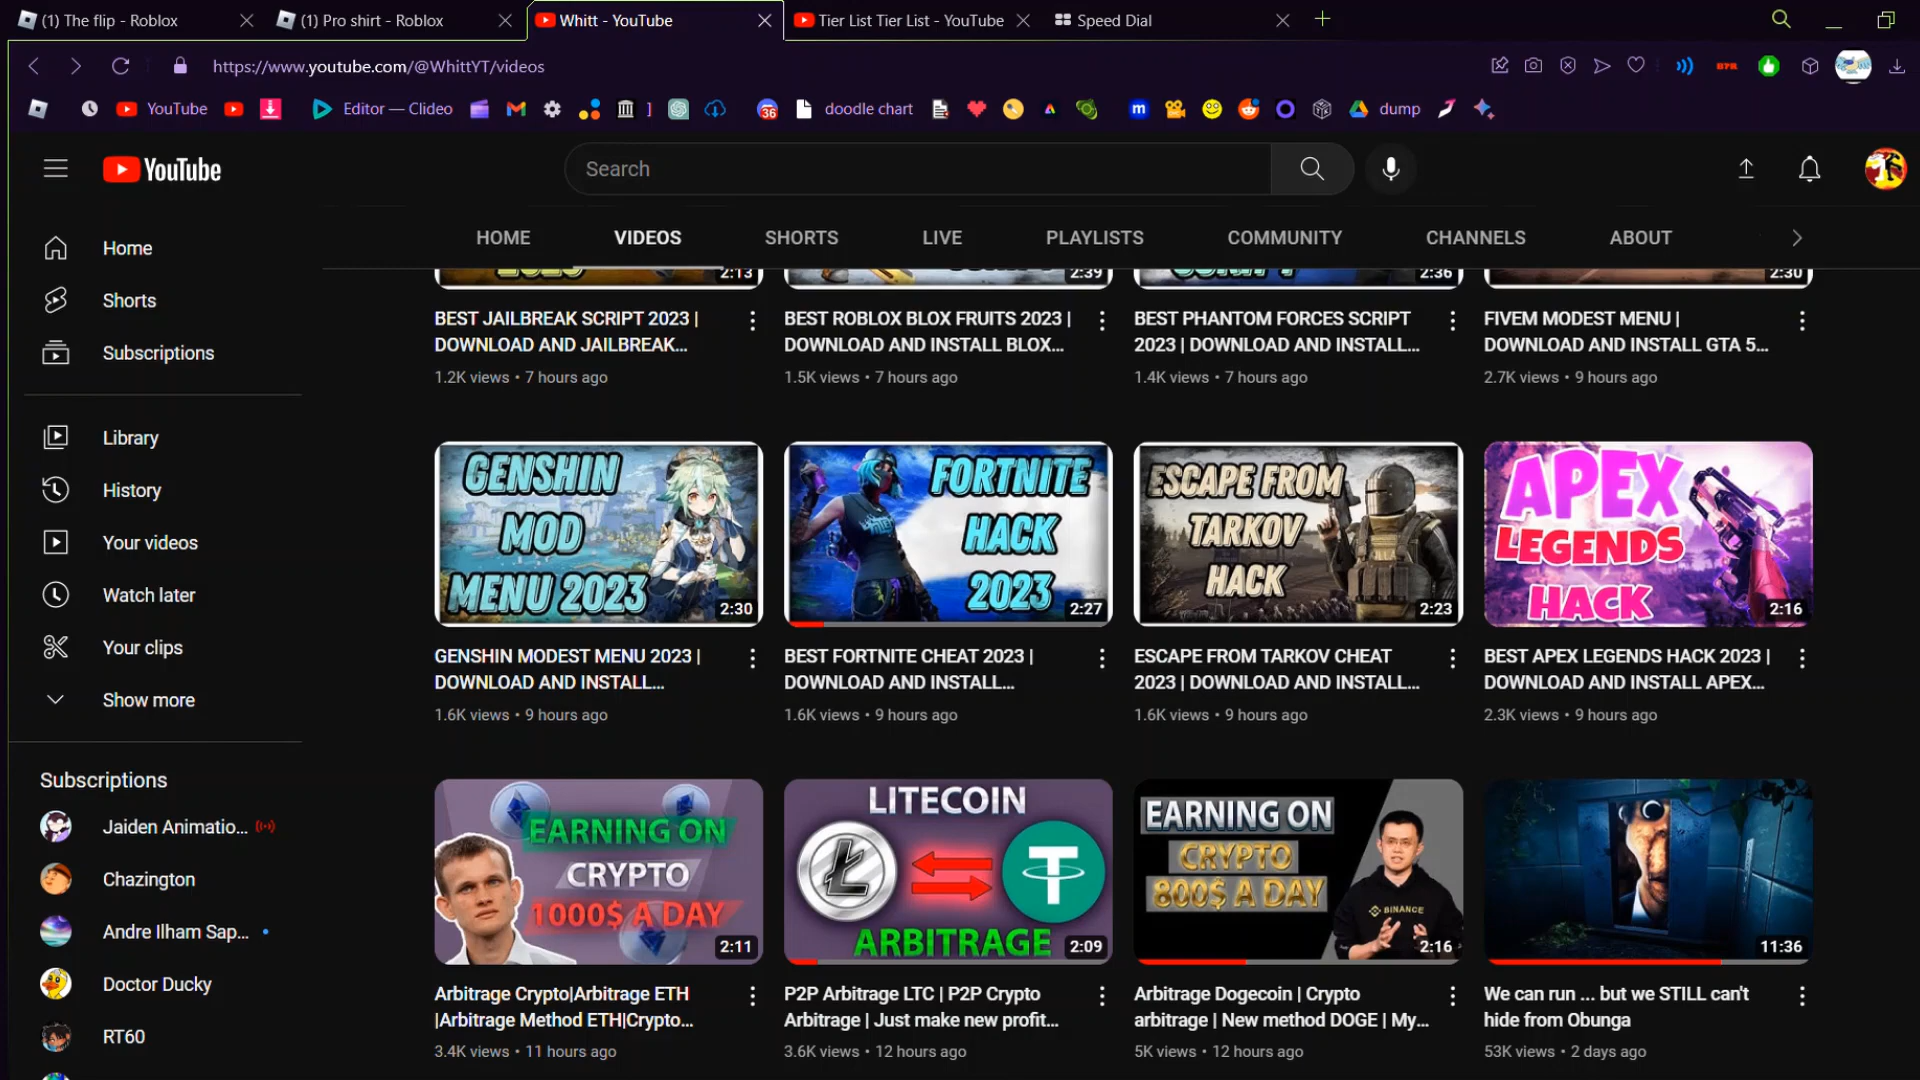 (1) The flip - Roblox
(1) Pro shirt - Roblox
Whitt - YouTube
Tier List Tier List - YouTube
Speed Dial
https://www.youtube.com/@WhittYT/videos
YouTube
Editor — Clideo
]
36
doodle chart
m
dump
YouTube
Search
HOME
VIDEOS
SHORTS
LIVE
PLAYLISTS
COMMUNITY
CHANNELS
ABOUT
Home
Shorts
Subscriptions
Library
History
Your videos
Watch later
Your clips
Show more
Subscriptions
Jaiden Animatio...
Chazington
Andre Ilham Sap...
Doctor Ducky
RT60
2:13
2:39
2:36
2:30
BEST JAILBREAK SCRIPT 2023 |
DOWNLOAD AND JAILBREAK...
1.2K views • 7 hours ago
BEST ROBLOX BLOX FRUITS 2023 |
DOWNLOAD AND INSTALL BLOX...
1.5K views • 7 hours ago
BEST PHANTOM FORCES SCRIPT
2023 | DOWNLOAD AND INSTALL...
1.4K views • 7 hours ago
FIVEM MODEST MENU |
DOWNLOAD AND INSTALL GTA 5...
2.7K views • 9 hours ago
GENSHIN
MOD
MENU 2023
2:30
FORTNITE
HACK
2023
2:27
ESCAPE FROM
TARKOV
HACK
2:23
APEX
LEGENDS
HACK
2:16
GENSHIN MODEST MENU 2023 |
DOWNLOAD AND INSTALL...
1.6K views • 9 hours ago
BEST FORTNITE CHEAT 2023 |
DOWNLOAD AND INSTALL...
1.6K views • 9 hours ago
ESCAPE FROM TARKOV CHEAT
2023 | DOWNLOAD AND INSTALL...
1.6K views • 9 hours ago
BEST APEX LEGENDS HACK 2023 |
DOWNLOAD AND INSTALL APEX...
2.3K views • 9 hours ago
EARNING ON
CRYPTO
1000$ A DAY
2:11
LITECOIN
ARBITRAGE
2:09
EARNING ON
CRYPTO
800$ A DAY
BINANCE
2:16
11:36
Arbitrage Crypto|Arbitrage ETH
|Arbitrage Method ETH|Crypto...
3.4K views • 11 hours ago
P2P Arbitrage LTC | P2P Crypto
Arbitrage | Just make new profit...
3.6K views • 12 hours ago
Arbitrage Dogecoin | Crypto
arbitrage | New method DOGE | My...
5K views • 12 hours ago
We can run ... but we STILL can't
hide from Obunga
53K views • 2 days ago